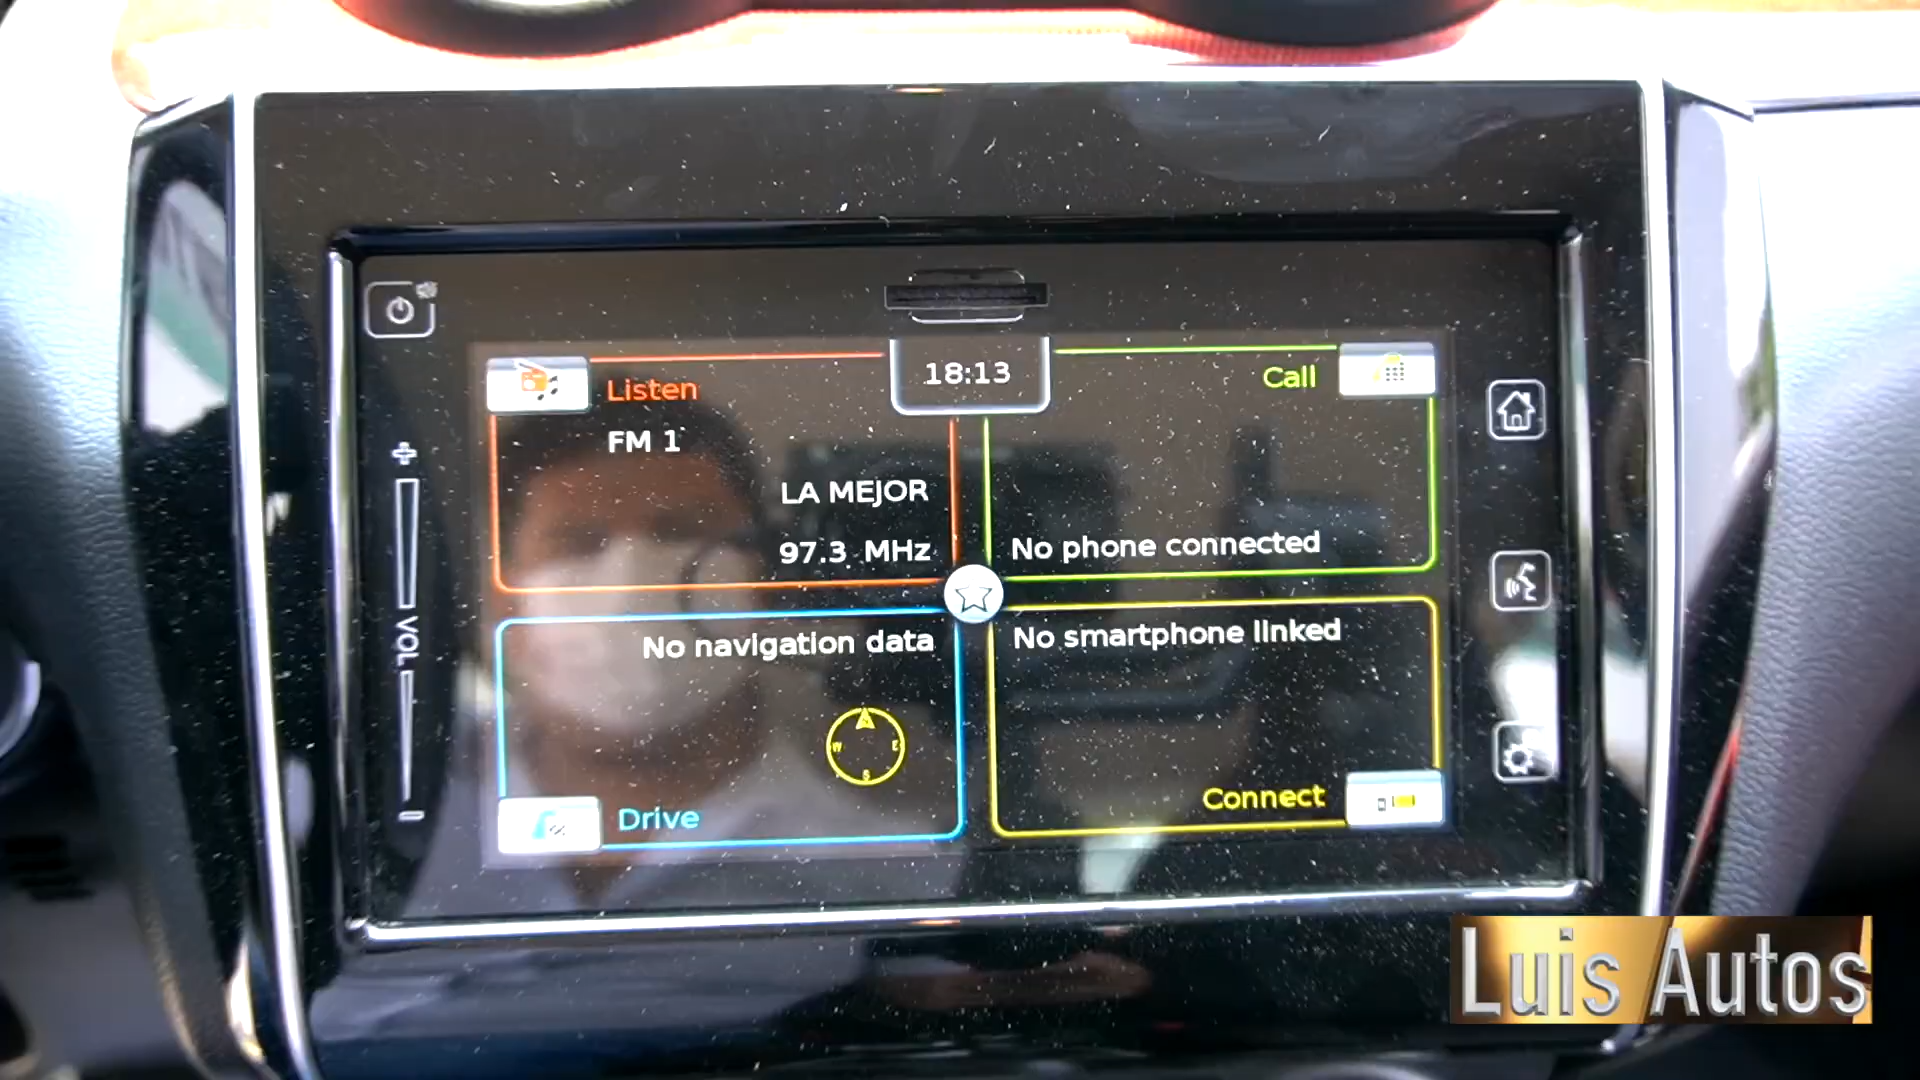 18:13
Listen
FM 1
LA MEJOR
97.3 MHz
Call
No phone connected
No navigation data
N
W E
S
Drive
No smartphone linked
Connect
VOL
Luis Autos